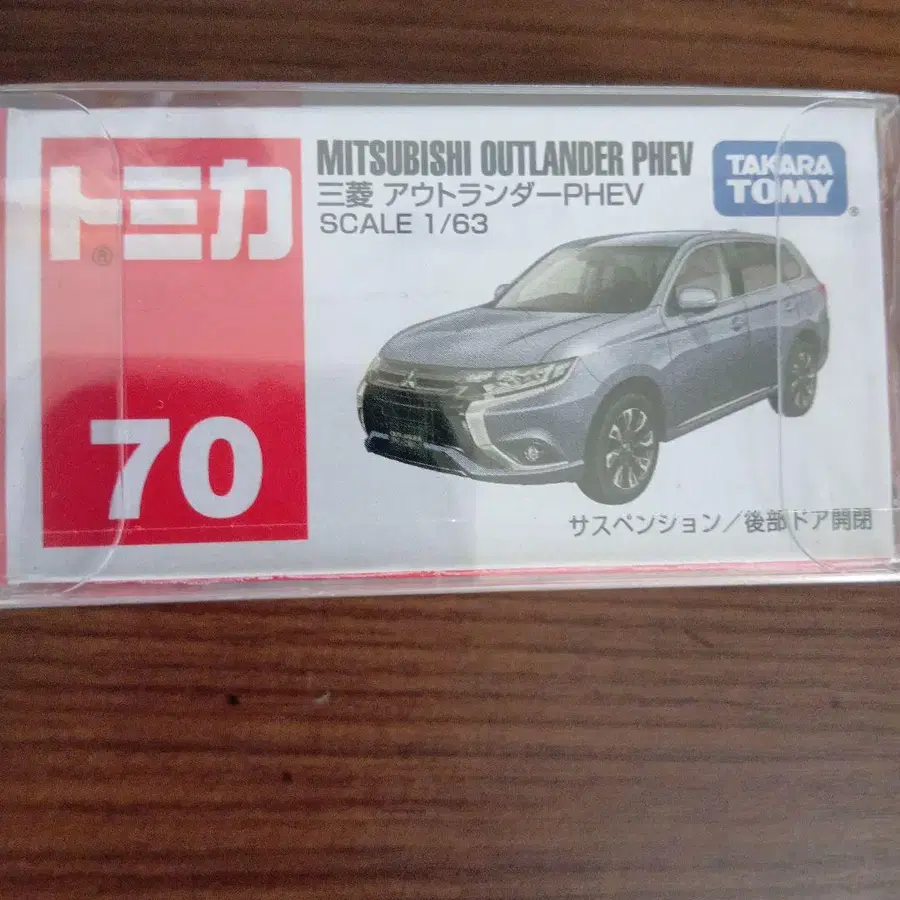 トミカ
®
70
MITSUBISHI OUTLANDER PHEV
三菱 アウトランダーPHEV
SCALE 1/63
TAKARA
TOMY
®
サスペンション/後部ドア開閉